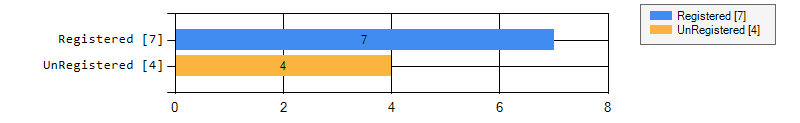 Registered [7]
UnRegistered [4]
7
4
0 2 4 6 8
Registered [7]
UnRegistered [4]